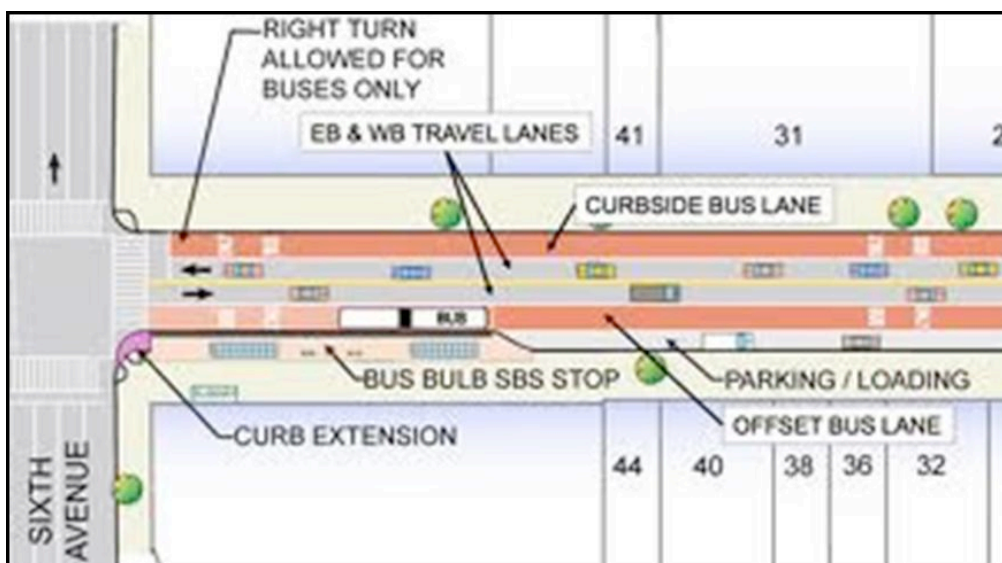 RIGHT TURN
ALLOWED FOR
BUSES ONLY
EB & WB TRAVEL LANES
41
31
2
CURBSIDE BUS LANE
BUS
BUS BULB SBS STOP
PARKING / LOADING
OFFSET BUS LANE
CURB EXTENSION
44
40
38
36
32
SIXTH
AVENUE